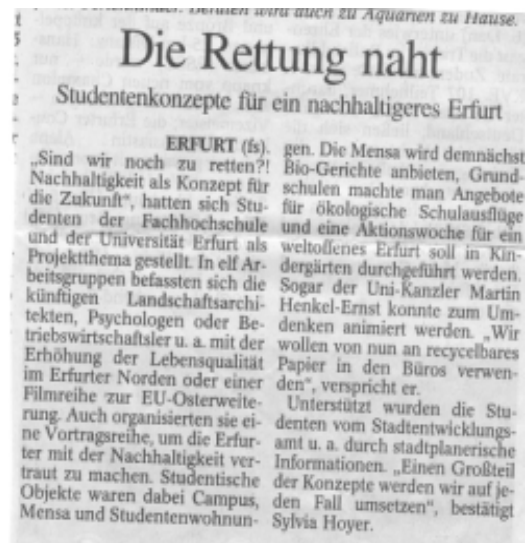 Beraten wird auch zu Aquarien zu Hause.
Die Rettung naht
Studentenkonzepte für ein nachhaltigeres Erfurt
ERFURT (fs).
„Sind wir noch zu retten?!
Nachhaltigkeit als Konzept für
die Zukunft“, hatten sich Stu-
denten der Fachhochschule
und der Universität Erfurt als
Projektthema gestellt. In elf Ar-
beitsgruppen befassten sich die
künftigen Landschaftsarchi-
tekten, Psychologen oder Be-
triebswirtschaftsler u. a. mit der
Erhöhung der Lebensqualität
im Erfurter Norden oder einer
Filmreihe zur EU-Osterweite-
rung. Auch organisierten sie ei-
ne Vortragsreihe, um die Erfur-
ter mit der Nachhaltigkeit ver-
traut zu machen. Studentische
Objekte waren dabei Campus,
Mensa und Studentenwohnun-
gen. Die Mensa wird demnächst
Bio-Gerichte anbieten, Grund-
schulen machte man Angebote
für ökologische Schulausflüge
und eine Aktionswoche für ein
weltoffenes Erfurt soll in Kin-
dergärten durchgeführt werden.
Sogar der Uni-Kanzler Martin
Henkel-Ernst konnte zum Um-
denken animiert werden. „Wir
wollen von nun an recycelbares
Papier in den Büros verwen-
den“, verspricht er.
Unterstützt wurden die Stu-
denten vom Stadtentwicklungs-
amt u. a. durch stadtplanerische
Informationen. „Einen Großteil
der Konzepte werden wir auf je-
den Fall umsetzen“, bestätigt
Sylvia Hoyer.